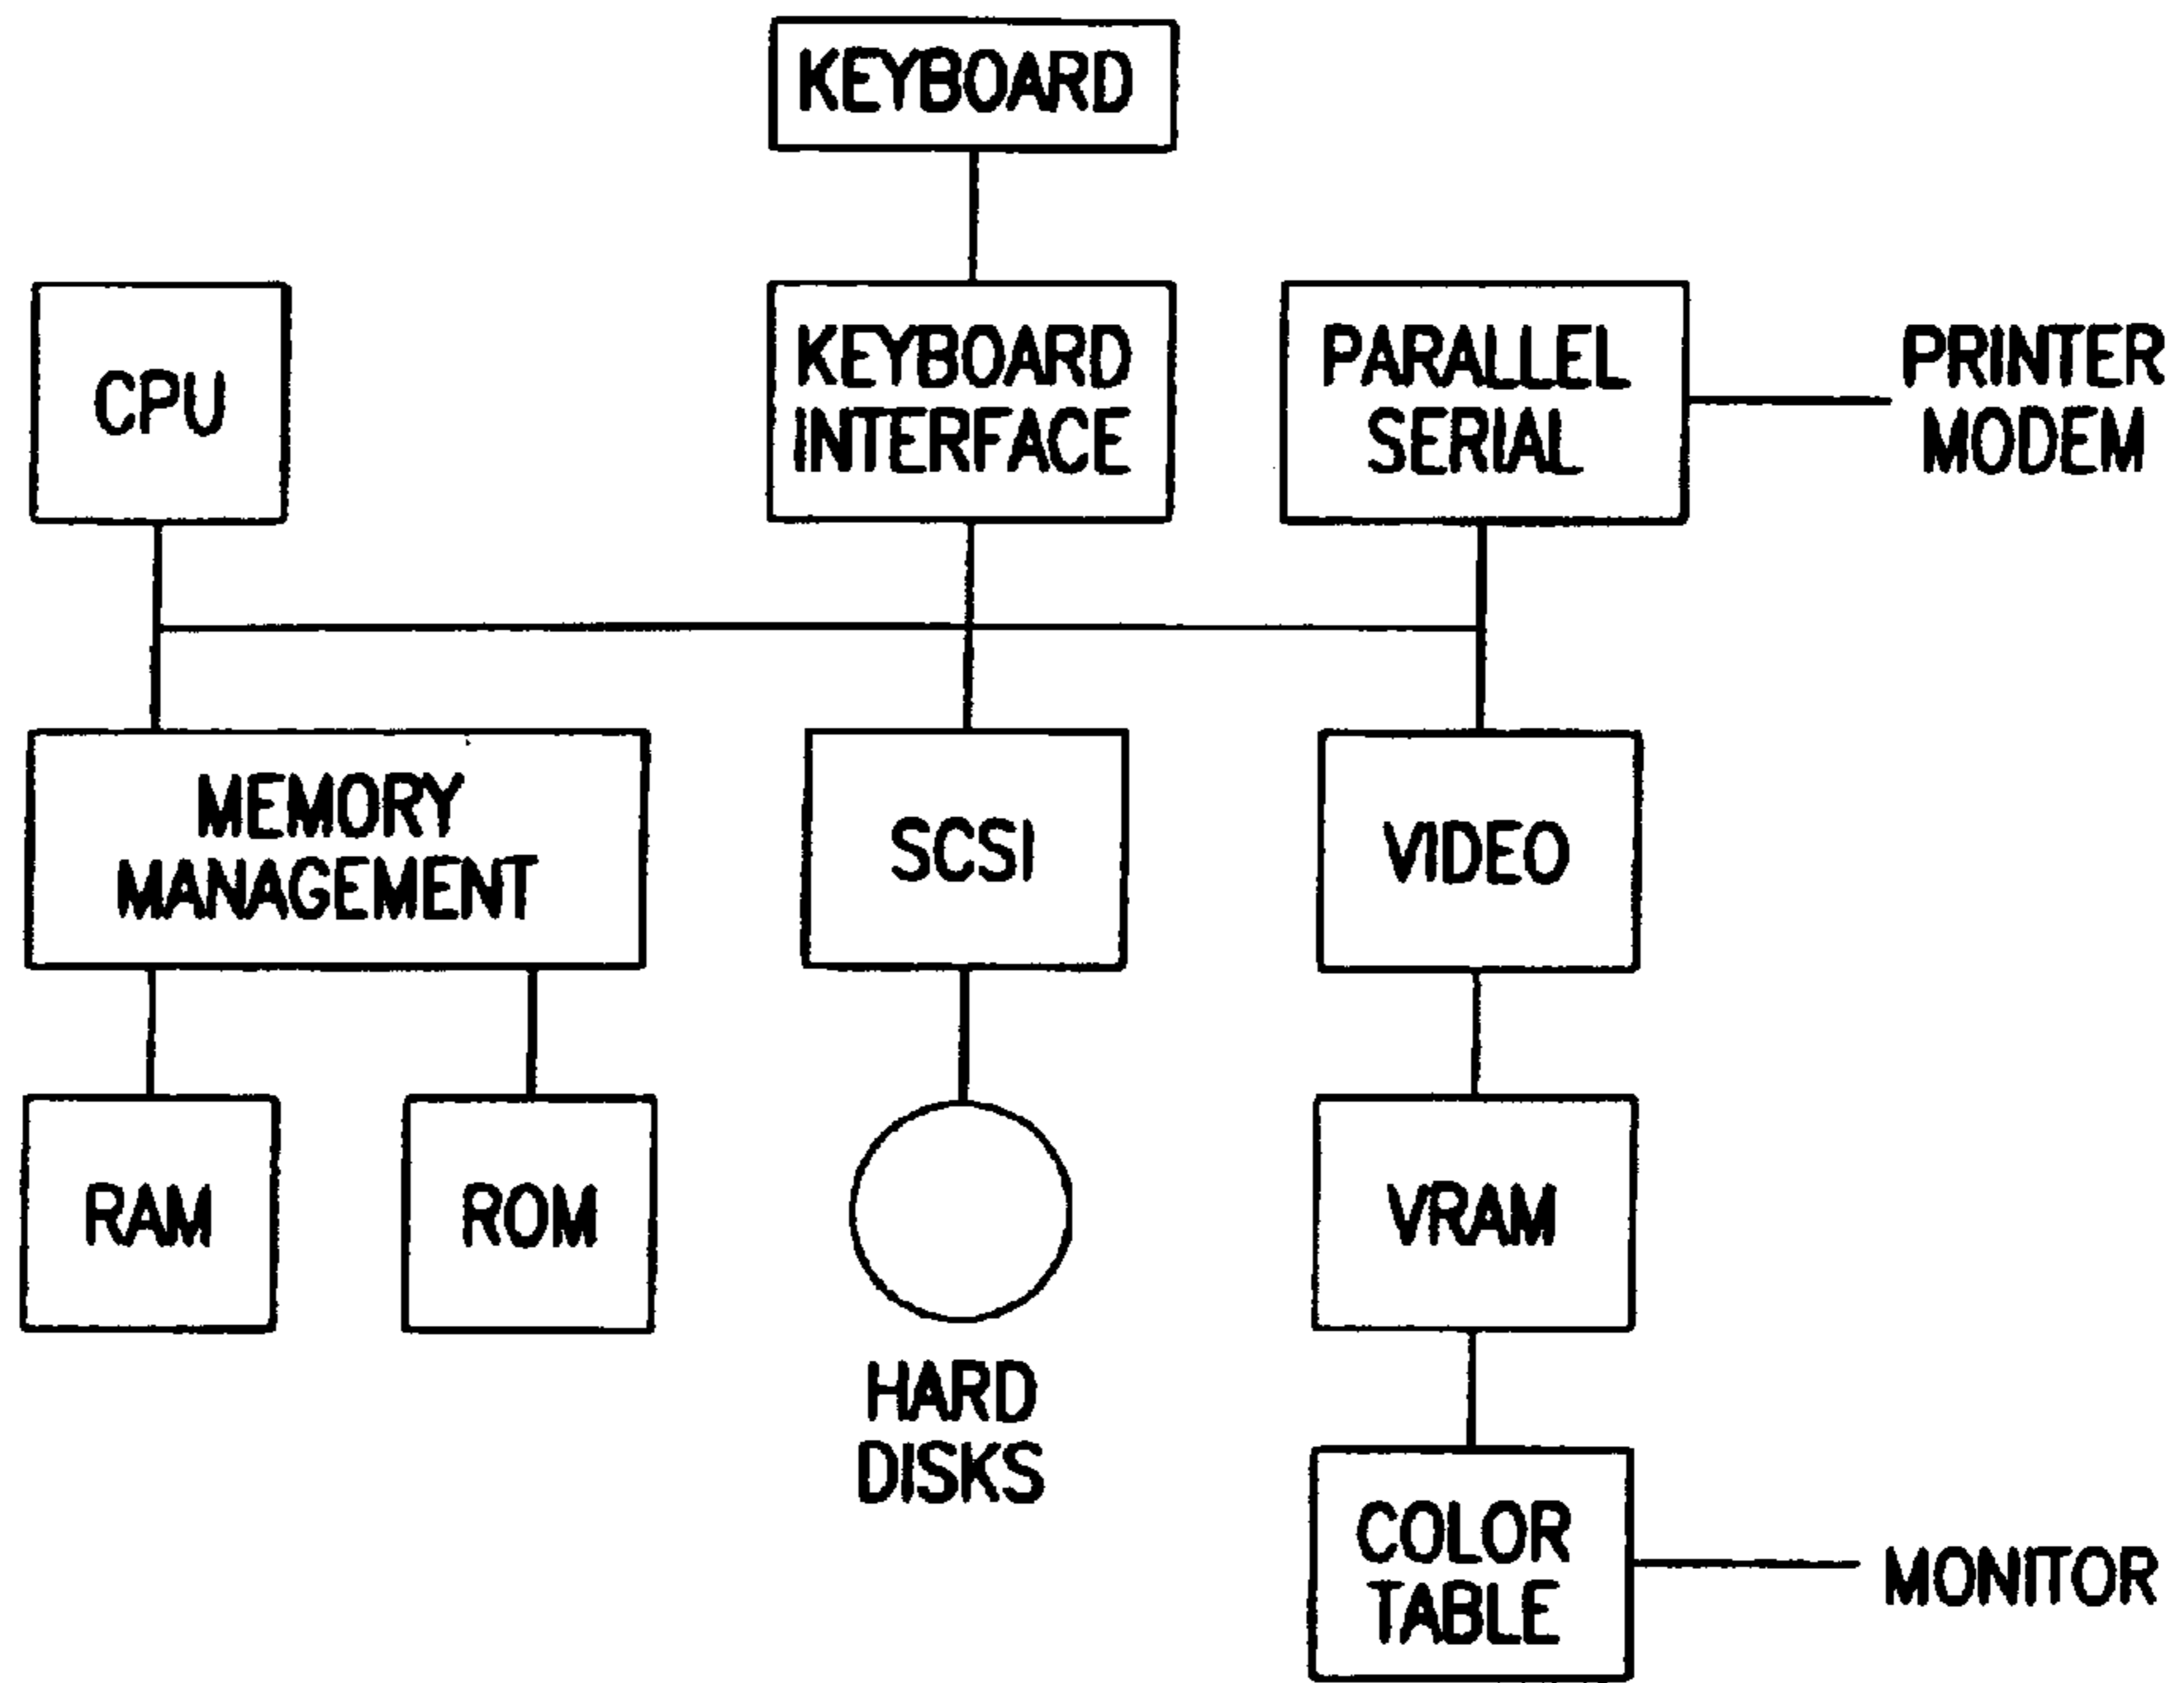 KEYBOARD
CPU
KEYBOARD
INTERFACE
PARALLEL
SERIAL
PRINTER
MODEM
MEMORY
MANAGEMENT
SCSI
VIDEO
RAM
ROM
VRAM
HARD
DISKS
COLOR
TABLE
MONITOR